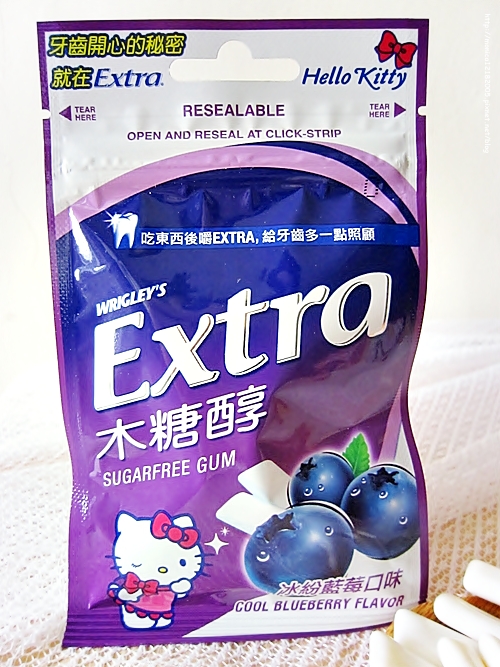 牙齒開心的秘密
就在Extra.
Hello Kitty
TEAR HERE
RESEALABLE
TEAR HERE
OPEN AND RESEAL AT CLICK-STRIP
吃東西後嚼EXTRA, 給牙齒多一點照顧
WRIGLEY'S
Extra
木糖醇
SUGARFREE GUM
冰紛藍莓口味
COOL BLUEBERRY FLAVOR